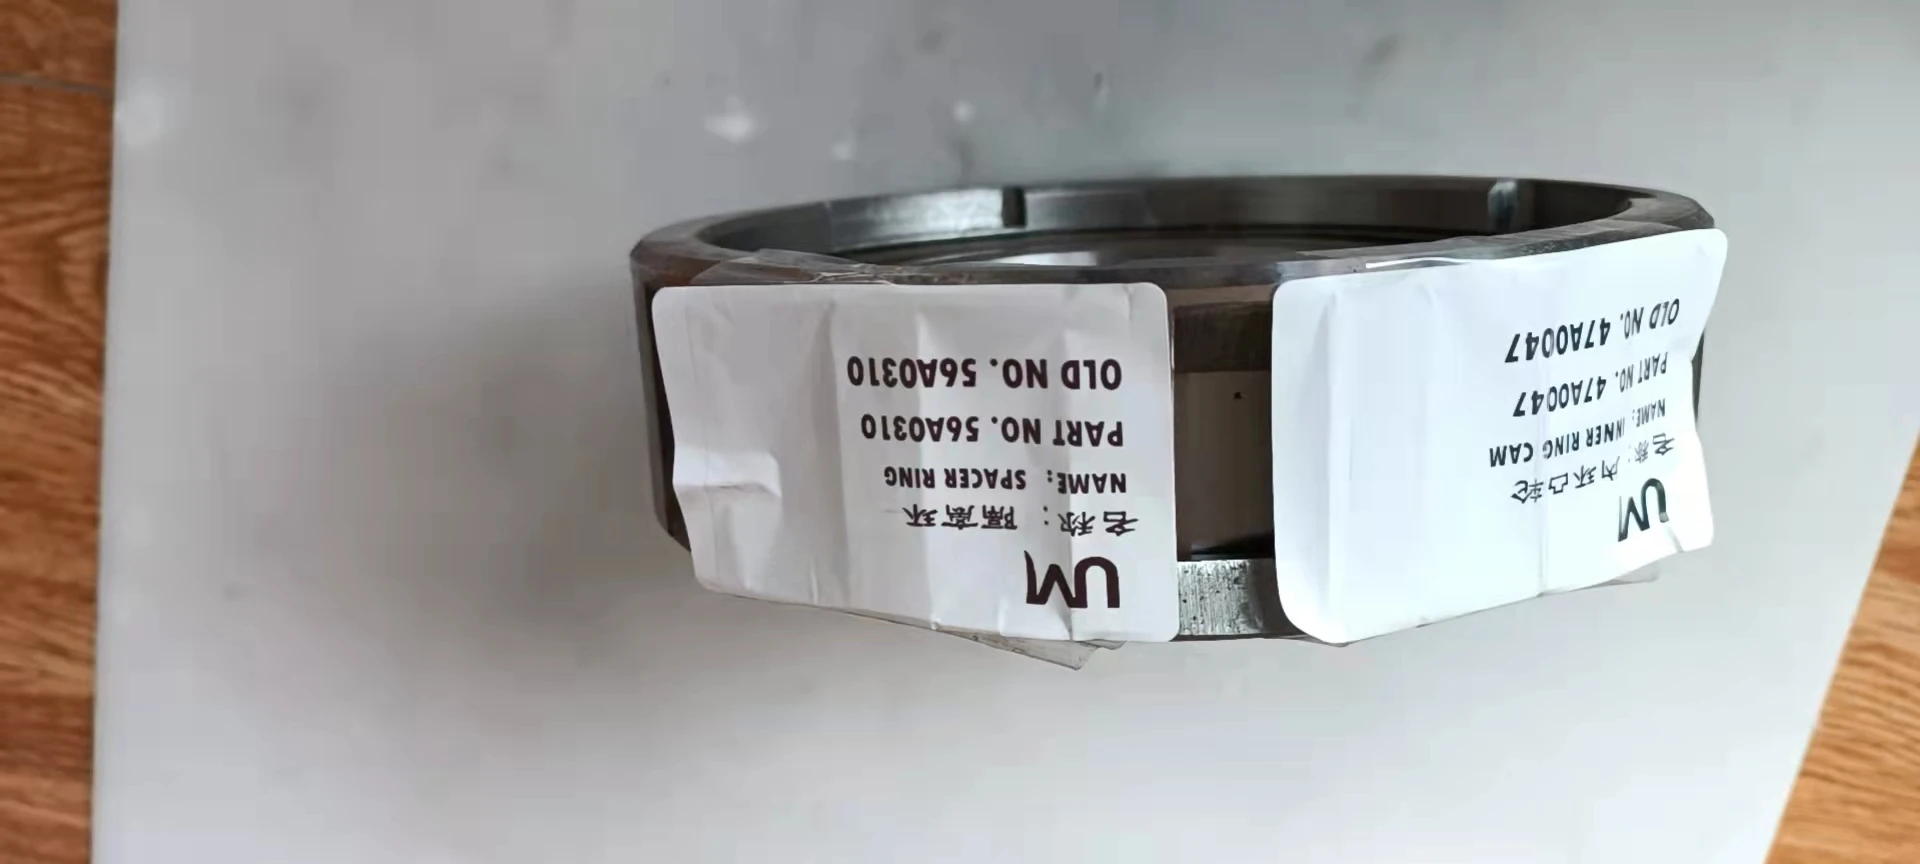 UM
名称：隔离环
NAME: SPACER RING
PART NO. 56A0310
OLD NO. 56A0310
UM
名称：内环凸轮
NAME: INNER RING CAM
PART NO. 47A0047
OLD NO. 47A0047